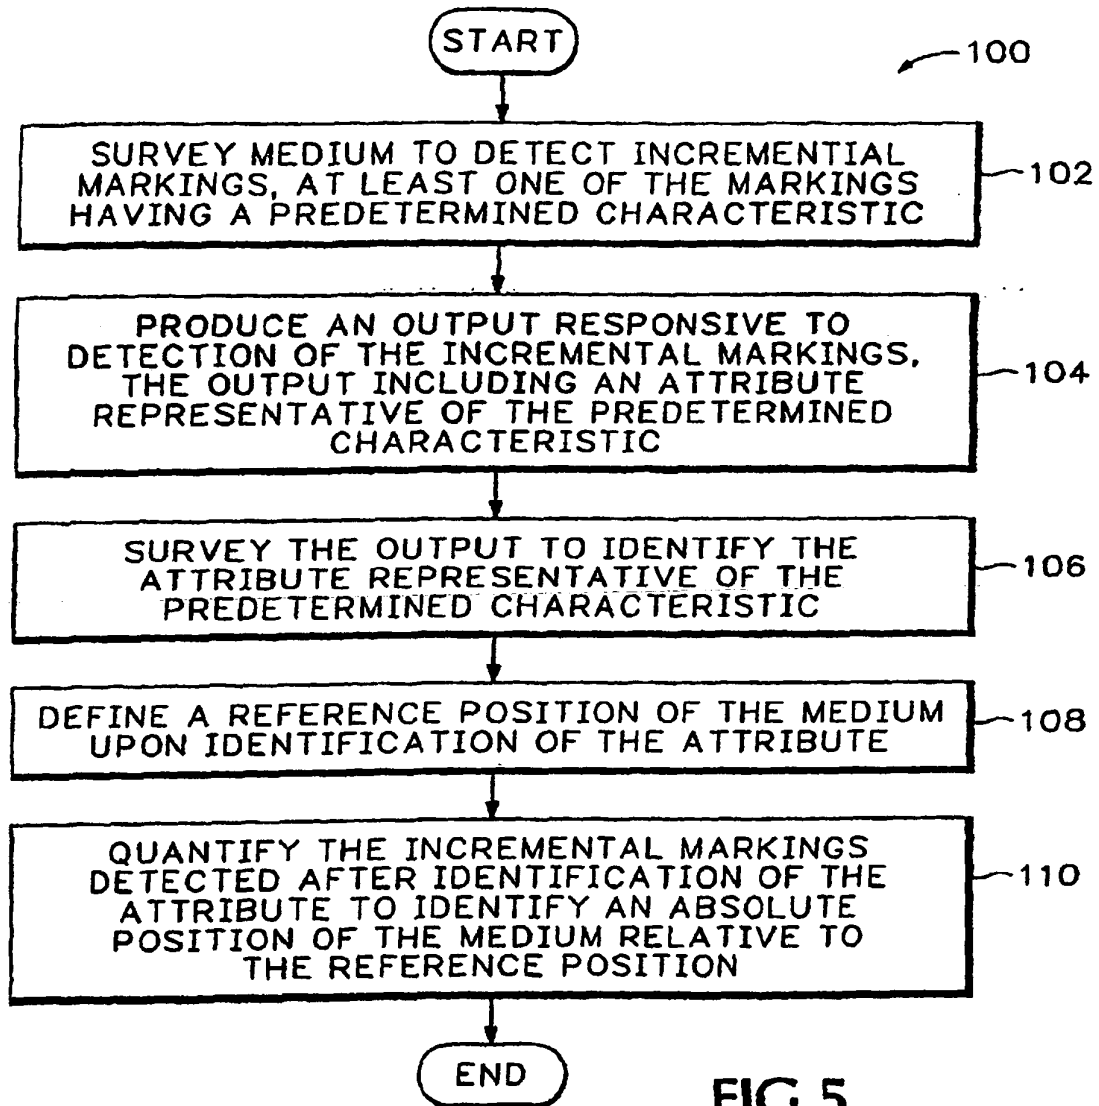 START
100
SURVEY MEDIUM TO DETECT INCREMENTIAL
MARKINGS, AT LEAST ONE OF THE MARKINGS
HAVING A PREDETERMINED CHARACTERISTIC
102
PRODUCE AN OUTPUT RESPONSIVE TO
DETECTION OF THE INCREMENTAL MARKINGS,
THE OUTPUT INCLUDING AN ATTRIBUTE
REPRESENTATIVE OF THE PREDETERMINED
CHARACTERISTIC
104
SURVEY THE OUTPUT TO IDENTIFY THE
ATTRIBUTE REPRESENTATIVE OF THE
PREDETERMINED CHARACTERISTIC
106
DEFINE A REFERENCE POSITION OF THE MEDIUM
UPON IDENTIFICATION OF THE ATTRIBUTE
108
QUANTIFY THE INCREMENTAL MARKINGS
DETECTED AFTER IDENTIFICATION OF THE
ATTRIBUTE TO IDENTIFY AN ABSOLUTE
POSITION OF THE MEDIUM RELATIVE TO
THE REFERENCE POSITION
110
END
FIG. 5